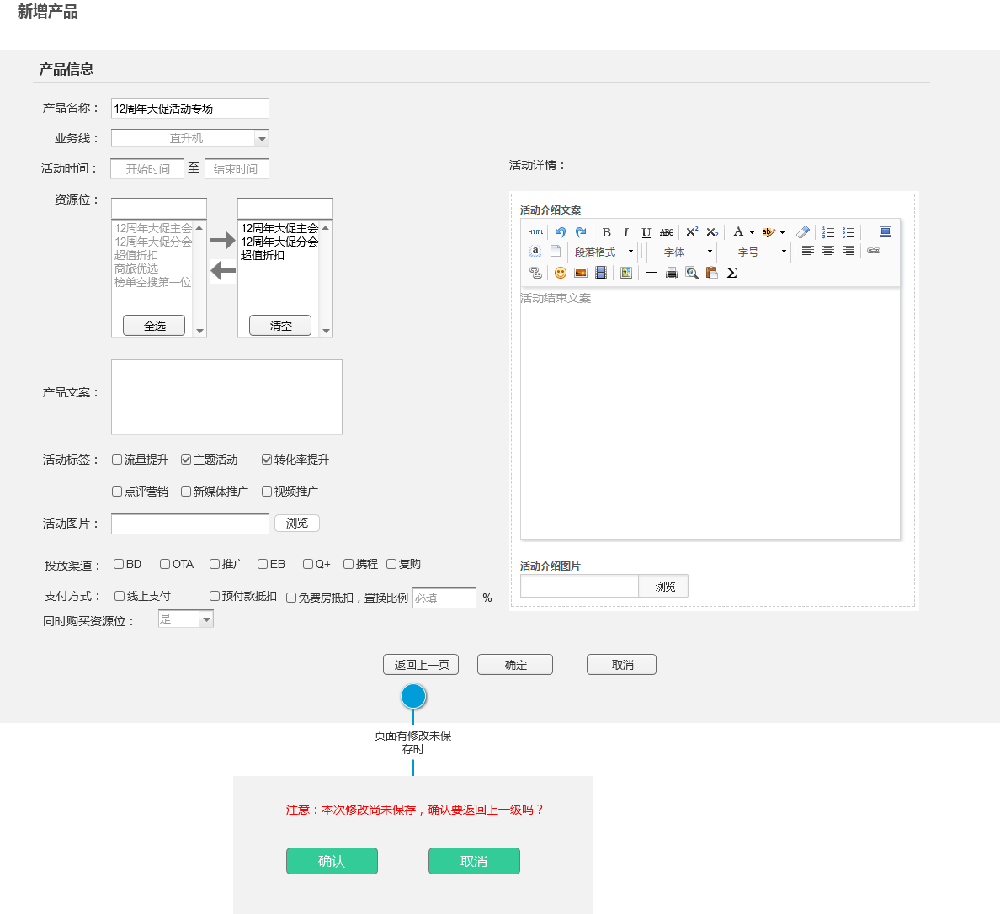 新增产品
产品信息
产品名称：
12周年大促活动专场
业务线：
直升机
活动时间：
开始时间 至 结束时间
资源位：
12周年大促主会
12周年大促分会
超值折扣
商旅优选
榜单空搜第一位
全选
12周年大促主会
12周年大促分会
超值折扣
清空
产品文案：
活动标签：
流量提升 主题活动 转化率提升
点评营销 新媒体推广 视频推广
活动图片：
浏览
投放渠道：
BD OTA 推广 EB Q+ 携程 复购
支付方式：
线上支付 预付款抵扣 免费房抵扣，置换比例 必填 %
同时购买资源位：
是
活动详情：
活动介绍文案
HTML B I U ABC X² X₂ A ab
a 段落格式 字体 字号
Σ
活动结束文案
活动介绍图片
浏览
返回上一页 确定 取消
页面有修改未保
存时
注意：本次修改尚未保存，确认要返回上一级吗？
确认 取消